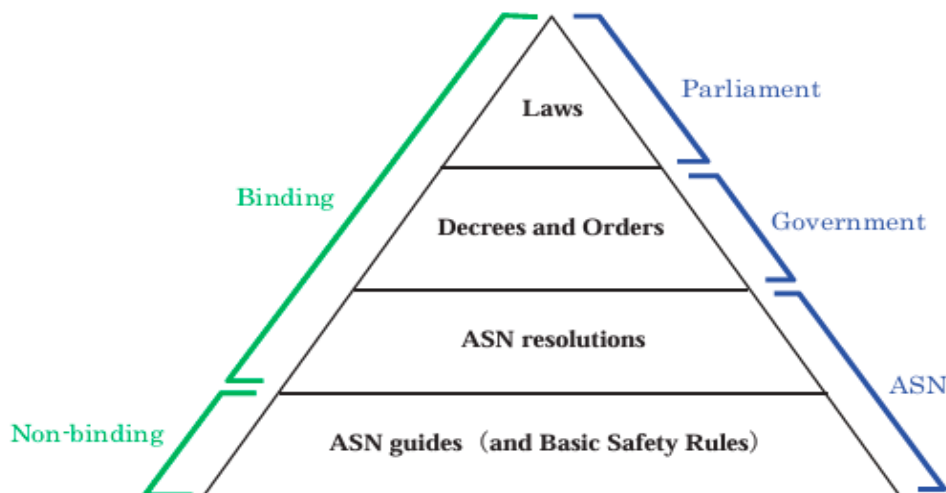 Laws
Parliament
Binding
Decrees and Orders
Government
ASN resolutions
ASN
Non-binding
ASN guides（and Basic Safety Rules）